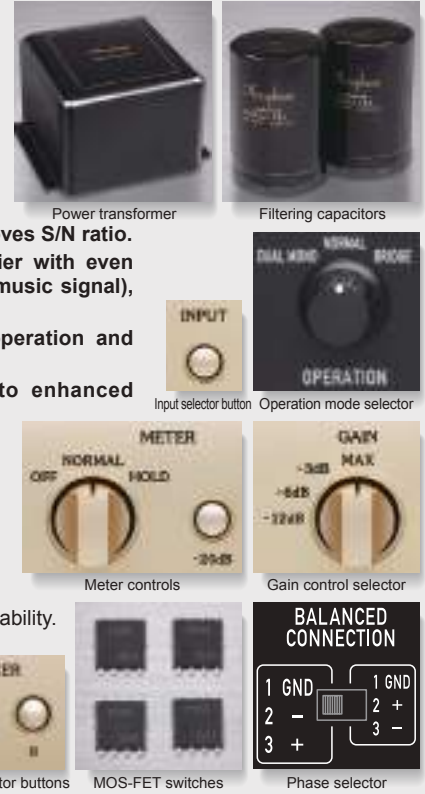 Power transformer
Filtering capacitors
ves S/N ratio.
ier with even
music signal),
peration and
to enhanced
DUAL MONO NORMAL BRIDGE
OPERATION
INPUT
Input selector button
Operation mode selector
METER
OFF NORMAL HOLD
-20dB
Meter controls
GAIN
-12dB -6dB -3dB MAX
Gain control selector
ability.
ER
B
tor buttons
MOS-FET switches
BALANCED
CONNECTION
1 GND
2 −
3 +
1 GND
2 +
3 −
Phase selector